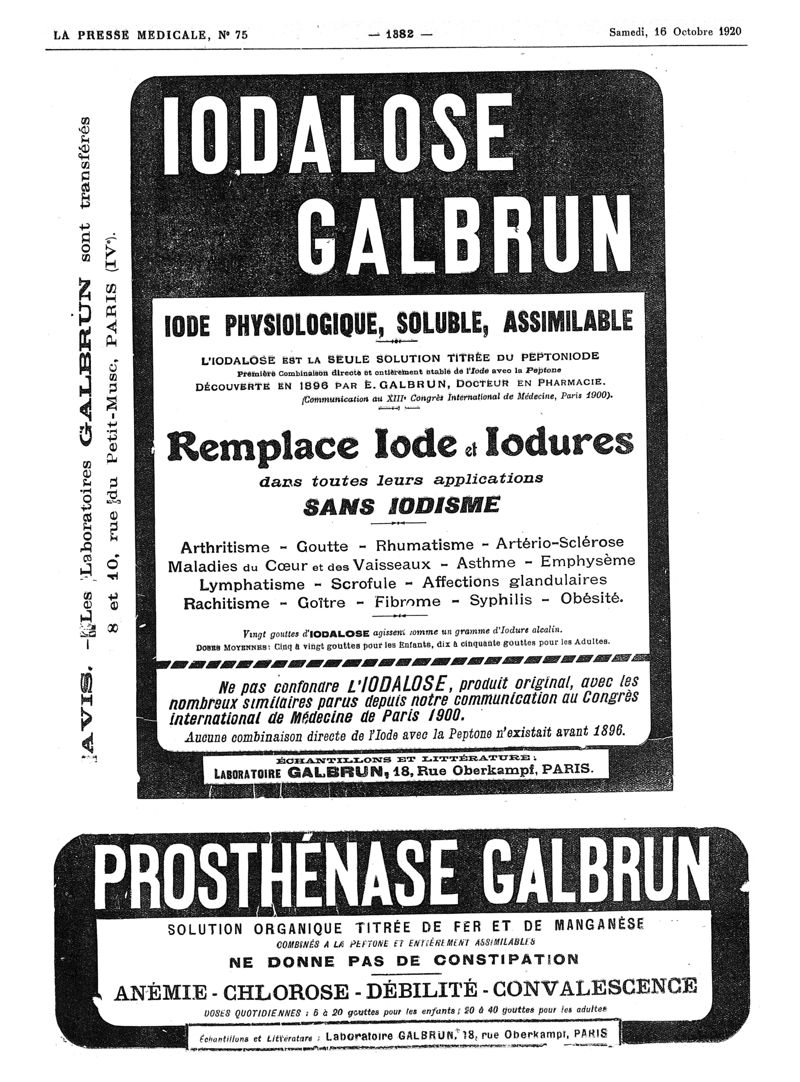 LA PRESSE MEDICALE, N° 75
— 1382 —
Samedi, 16 Octobre 1920
AVIS. - Les Laboratoires GALBRUN sont transférés
8 et 10, rue du Petit-Musc, PARIS (IVe).
IODALOSE
GALBRUN
IODE PHYSIOLOGIQUE, SOLUBLE, ASSIMILABLE
L'IODALOSE EST LA SEULE SOLUTION TITRÉE DU PEPTONIODE
Première Combinaison directe et entièrement stable de l'Iode avec la Peptone
DÉCOUVERTE EN 1896 PAR E. GALBRUN, DOCTEUR EN PHARMACIE.
(Communication au XIIIe Congrès International de Médecine, Paris 1900).
Remplace Iode et Iodures
dans toutes leurs applications
SANS IODISME
Arthritisme - Goutte - Rhumatisme - Artério-Sclérose
Maladies du Cœur et des Vaisseaux - Asthme - Emphysème
Lymphatisme - Scrofule - Affections glandulaires
Rachitisme - Goître - Fibrome - Syphilis - Obésité.
Vingt gouttes d'IODALOSE agissent comme un gramme d'Iodure alcalin.
DOSES MOYENNES: Cinq à vingt gouttes pour les Enfants, dix à cinquante gouttes pour les Adultes.
Ne pas confondre L'IODALOSE, produit original, avec les
nombreux similaires parus depuis notre communication au Congrès
international de Médecine de Paris 1900.
Aucune combinaison directe de l'Iode avec la Peptone n'existait avant 1896.
ÉCHANTILLONS ET LITTÉRATURE:
LABORATOIRE GALBRUN, 18, Rue Oberkampf, PARIS.
PROSTHÉNASE GALBRUN
SOLUTION ORGANIQUE TITRÉE DE FER ET DE MANGANÈSE
COMBINÉS A LA PEPTONE ET ENTIÈREMENT ASSIMILABLES
NE DONNE PAS DE CONSTIPATION
ANÉMIE - CHLOROSE - DÉBILITÉ - CONVALESCENCE
DOSES QUOTIDIENNES : 5 à 20 gouttes pour les enfants ; 20 à 40 gouttes pour les adultes
Échantillons et Littérature : Laboratoire GALBRUN, 18, rue Oberkampf, PARIS